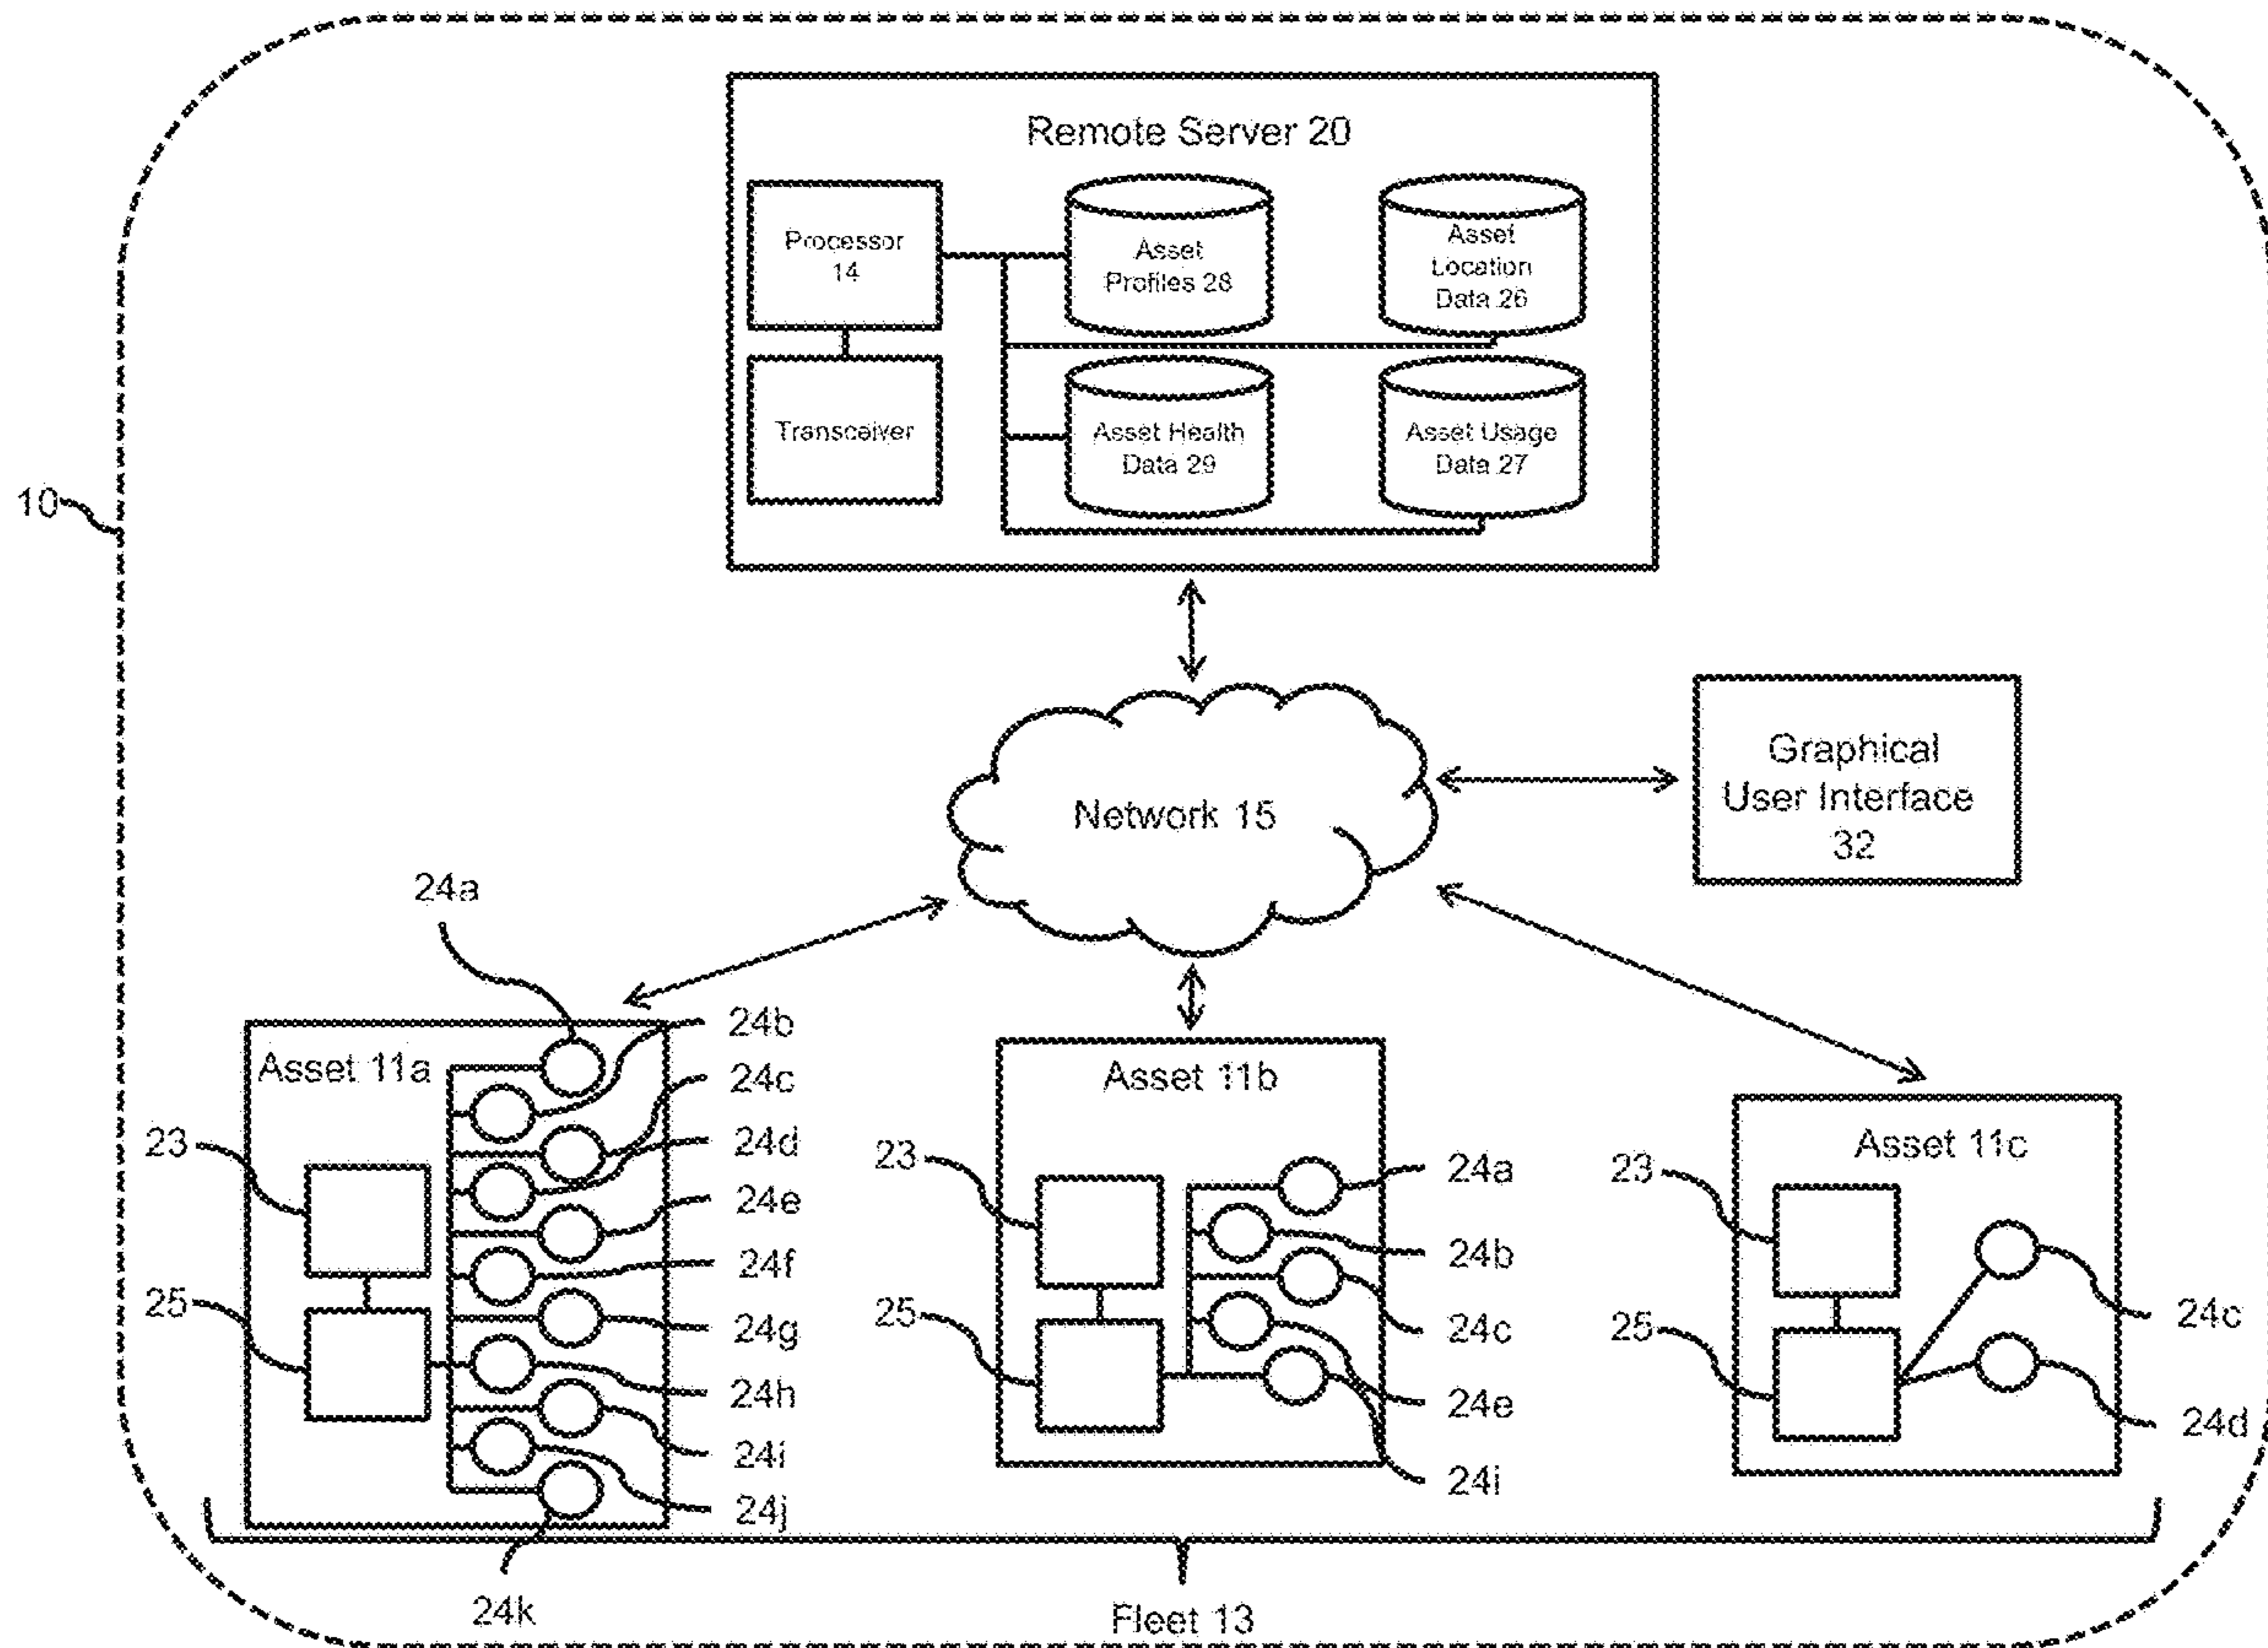 Remote Server 20
Processor
14
Asset
Profiles 28
Asset
Location
Data 26
Transceiver
Asset Health
Data 29
Asset Usage
Data 27
10
Network 15
Graphical
User Interface
32
24a
Asset 11a
24b
24c
23
24d
24e
24f
25
24g
24h
24i
24j
24k
Asset 11b
23
24a
24b
25
24c
24e
24i
Asset 11c
23
25
24c
24d
Fleet 13